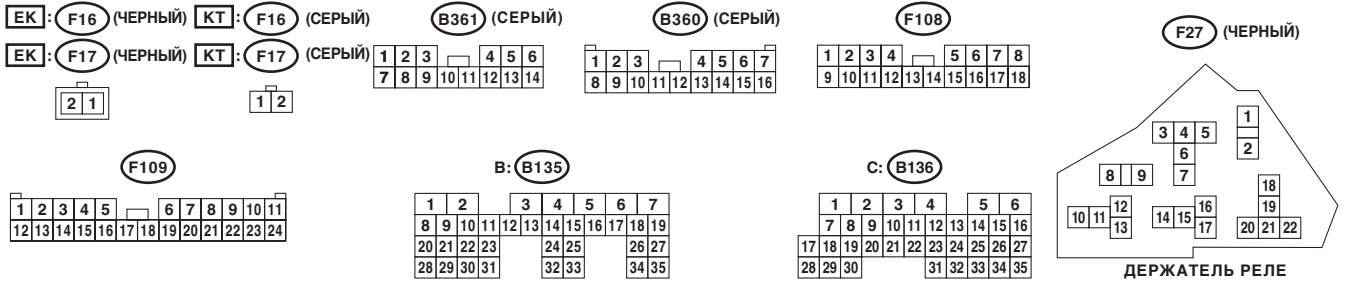 EK : F16 (ЧЕРНЫЙ) KT : F16 (СЕРЫЙ)
EK : F17 (ЧЕРНЫЙ) KT : F17 (СЕРЫЙ)
2 1
1 2
B361 (СЕРЫЙ)
1 2 3 4 5 6
7 8 9 10 11 12 13 14
B360 (СЕРЫЙ)
1 2 3 4 5 6 7
8 9 10 11 12 13 14 15 16
F108
1 2 3 4 5 6 7 8
9 10 11 12 13 14 15 16 17 18
F27 (ЧЕРНЫЙ)
1
2
3 4 5
6
7
8 9
10 11 12
13
14 15 16
17
18
19
20 21 22
ДЕРЖАТЕЛЬ РЕЛЕ
F109
1 2 3 4 5 6 7 8 9 10 11
12 13 14 15 16 17 18 19 20 21 22 23 24
B: B135
1 2 3 4 5 6 7
8 9 10 11 12 13 14 15 16 17 18 19
20 21 22 23 24 25 26 27
28 29 30 31 32 33 34 35
C: B136
1 2 3 4 5 6
7 8 9 10 11 12 13 14 15 16
17 18 19 20 21 22 23 24 25 26 27
28 29 30 31 32 33 34 35